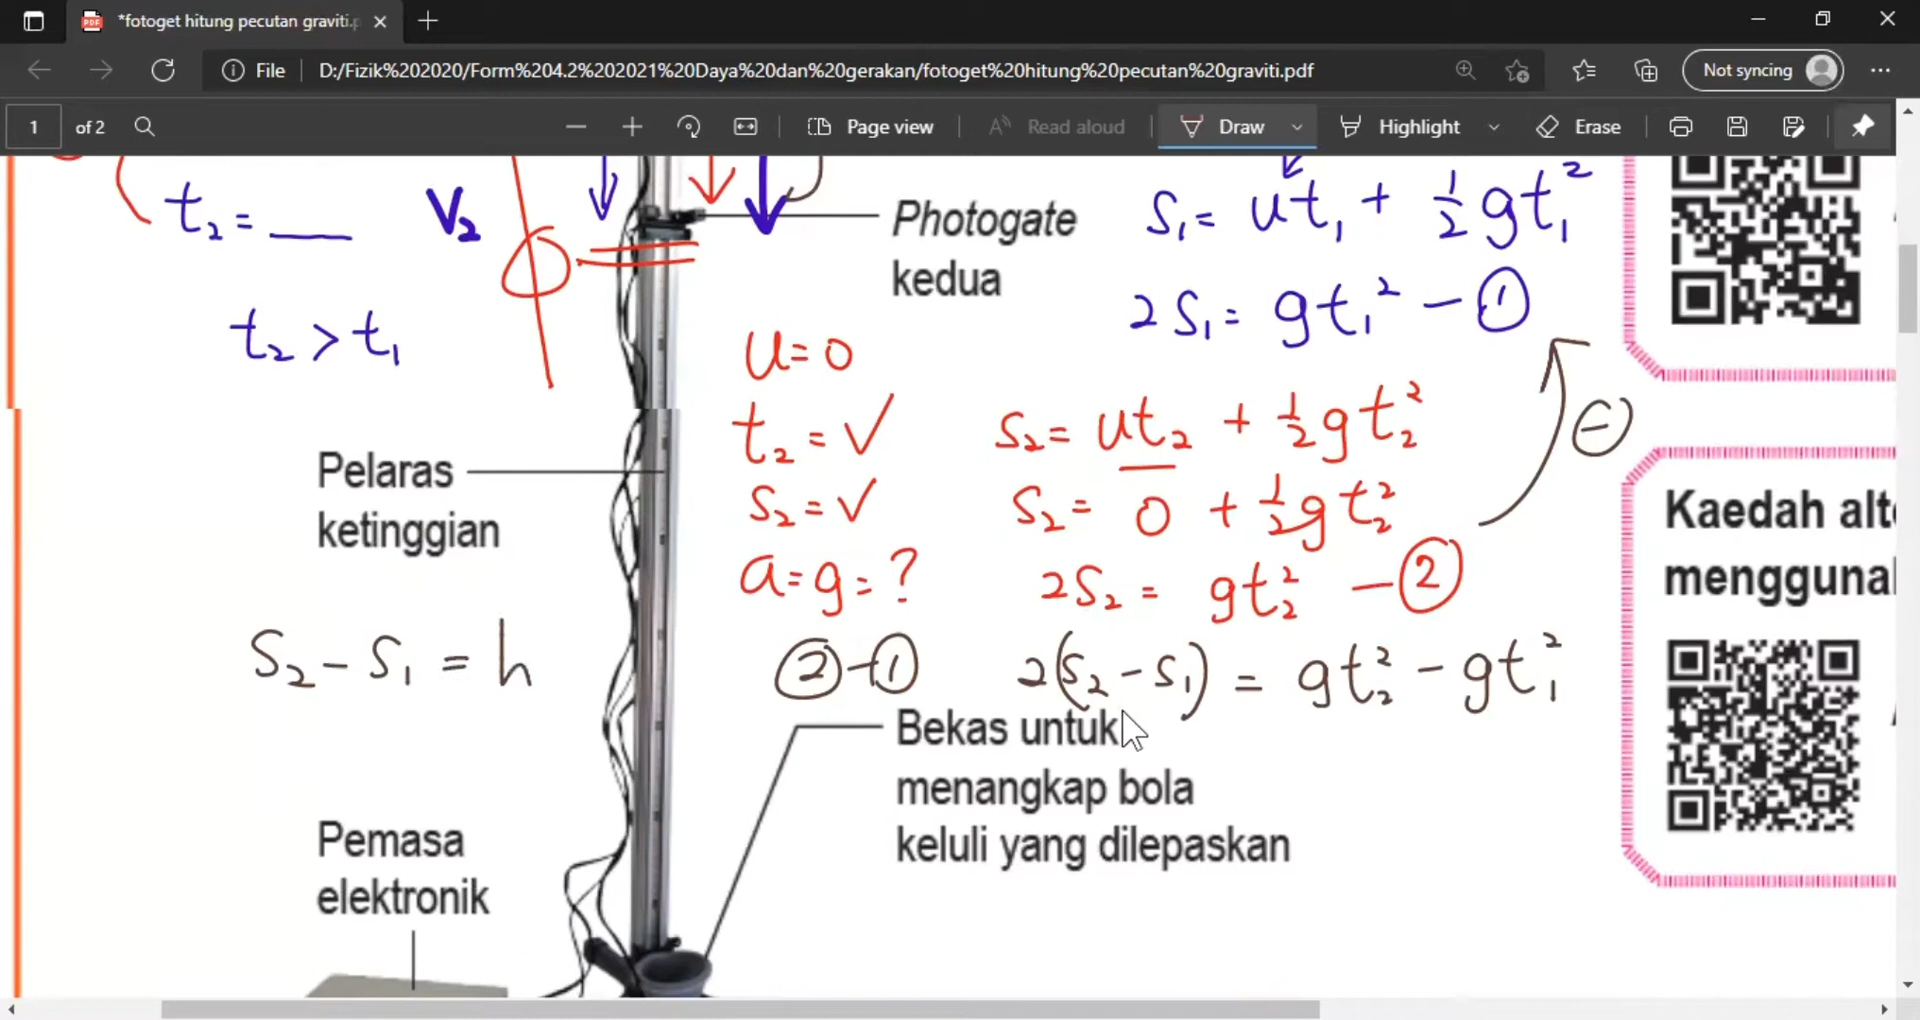 *fotoget hitung pecutan graviti.p
File
D:/Fizik%202020/Form%204.2%202021%20Daya%20dan%20gerakan/fotoget%20hitung%20pecutan%20graviti.pdf
Not syncing
1 of 2
Page view
Read aloud
Draw
Highlight
Erase
t₂ = __
V₂
Photogate
kedua
S₁ = ut₁ + ½gt₁²
2S₁ = gt₁² – ①
t₂ > t₁
u = 0
t₂ = ✓
S₂ = ut₂ + ½gt₂²
Pelaras
ketinggian
S₂ = ✓
S₂ = 0 + ½gt₂²
(–)
a = g = ?
2S₂ = gt₂² – ②
S₂ – S₁ = h
② – ①
2(S₂ – S₁) = gt₂² – gt₁²
Kaedah alt
menggunal
Bekas untuk
menangkap bola
keluli yang dilepaskan
Pemasa
elektronik